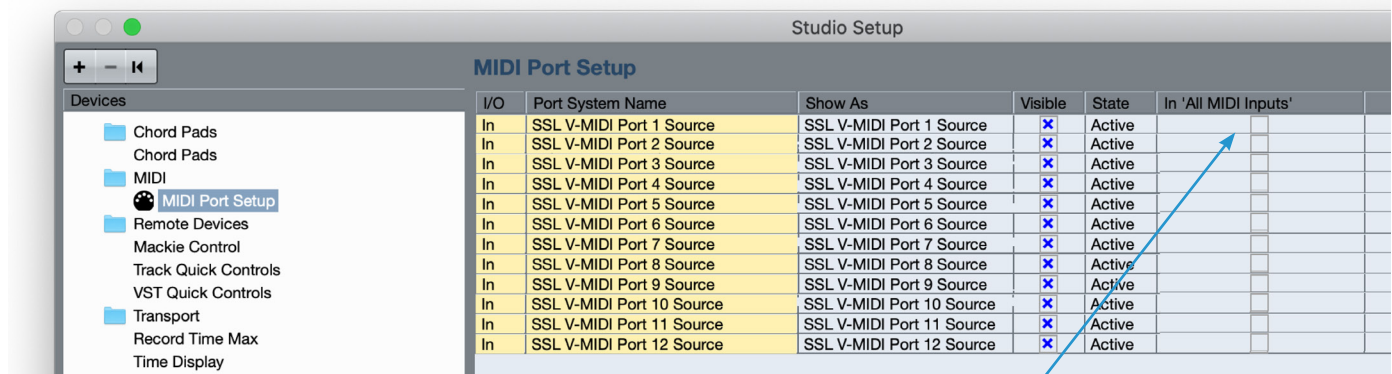 Studio Setup
+ −
MIDI Port Setup
Devices
Chord Pads
Chord Pads
MIDI
MIDI Port Setup
Remote Devices
Mackie Control
Track Quick Controls
VST Quick Controls
Transport
Record Time Max
Time Display
I/O Port System Name Show As Visible State In 'All MIDI Inputs'
In SSL V-MIDI Port 1 Source SSL V-MIDI Port 1 Source Active
In SSL V-MIDI Port 2 Source SSL V-MIDI Port 2 Source Active
In SSL V-MIDI Port 3 Source SSL V-MIDI Port 3 Source Active
In SSL V-MIDI Port 4 Source SSL V-MIDI Port 4 Source Active
In SSL V-MIDI Port 5 Source SSL V-MIDI Port 5 Source Active
In SSL V-MIDI Port 6 Source SSL V-MIDI Port 6 Source Active
In SSL V-MIDI Port 7 Source SSL V-MIDI Port 7 Source Active
In SSL V-MIDI Port 8 Source SSL V-MIDI Port 8 Source Active
In SSL V-MIDI Port 9 Source SSL V-MIDI Port 9 Source Active
In SSL V-MIDI Port 10 Source SSL V-MIDI Port 10 Source Active
In SSL V-MIDI Port 11 Source SSL V-MIDI Port 11 Source Active
In SSL V-MIDI Port 12 Source SSL V-MIDI Port 12 Source Active